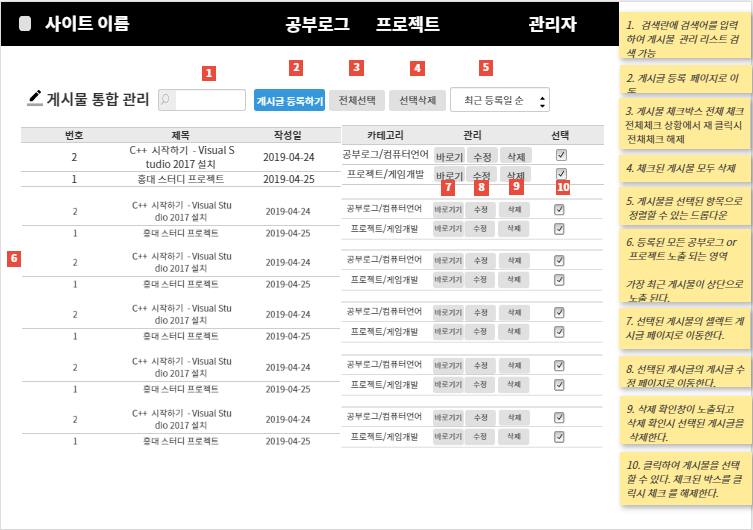 사이트 이름 공부로그 프로젝트 관리자
1 2 3 4 5
게시물 통합 관리 게시글 등록하기 전체선택 선택삭제 최근 등록일 순
번호 제목 작성일 카테고리 관리 선택
2 C++ 시작하기 - Visual S
tudio 2017 설치 2019-04-24 공부로그/컴퓨터언어 바로기 수정 삭제
1 홍대 스터디 프로젝트 2019-04-25 프로젝트/게임개발 바로기 수정 삭제
7 8 9 10
2 C++ 시작하기 - Visual Stu
dio 2017 설치 2019-04-24 공부로그/컴퓨터언어 바로기기 수정 삭제
1 홍대 스터디 프로젝트 2019-04-25 프로젝트/게임개발 바로기기 수정 삭제
6
2 C++ 시작하기 - Visual Stu
dio 2017 설치 2019-04-24 공부로그/컴퓨터언어 바로기기 수정 삭제
1 홍대 스터디 프로젝트 2019-04-25 프로젝트/게임개발 바로기기 수정 삭제
2 C++ 시작하기 - Visual Stu
dio 2017 설치 2019-04-24 공부로그/컴퓨터언어 바로기기 수정 삭제
1 홍대 스터디 프로젝트 2019-04-25 프로젝트/게임개발 바로기기 수정 삭제
2 C++ 시작하기 - Visual Stu
dio 2017 설치 2019-04-24 공부로그/컴퓨터언어 바로기기 수정 삭제
1 홍대 스터디 프로젝트 2019-04-25 프로젝트/게임개발 바로기기 수정 삭제
2 C++ 시작하기 - Visual Stu
dio 2017 설치 2019-04-24 공부로그/컴퓨터언어 바로기기 수정 삭제
1 홍대 스터디 프로젝트 2019-04-25 프로젝트/게임개발 바로기기 수정 삭제
1. 검색란에 검색어를 입력
하여 게시물 관리 리스트 검
색 가능
2. 게시글 등록 페이지로 이
동
3. 게시물 체크박스 전체 체크
전체체크 상황에서 재 클릭시
전체체크 해제
4. 체크된 게시물 모두 삭제
5. 게시물을 선택된 항목으로
정렬할 수 있는 드롭다운
6. 등록된 모든 공부로그 or
프로젝트 노출 되는 영역
가장 최근 게시물이 상단으로
노출 된다.
7. 선택된 게시물의 셀렉트 게
시글 페이지로 이동한다.
8. 선택된 게시글의 게시글 수
정 페이지로 이동한다.
9. 삭제 확인창이 노출되고
삭제 확인시 선택된 게시글을
삭제한다.
10. 클릭하여 게시물을 선택
할 수 있다. 체크된 박스를 클
릭시 체크 를 해제한다.